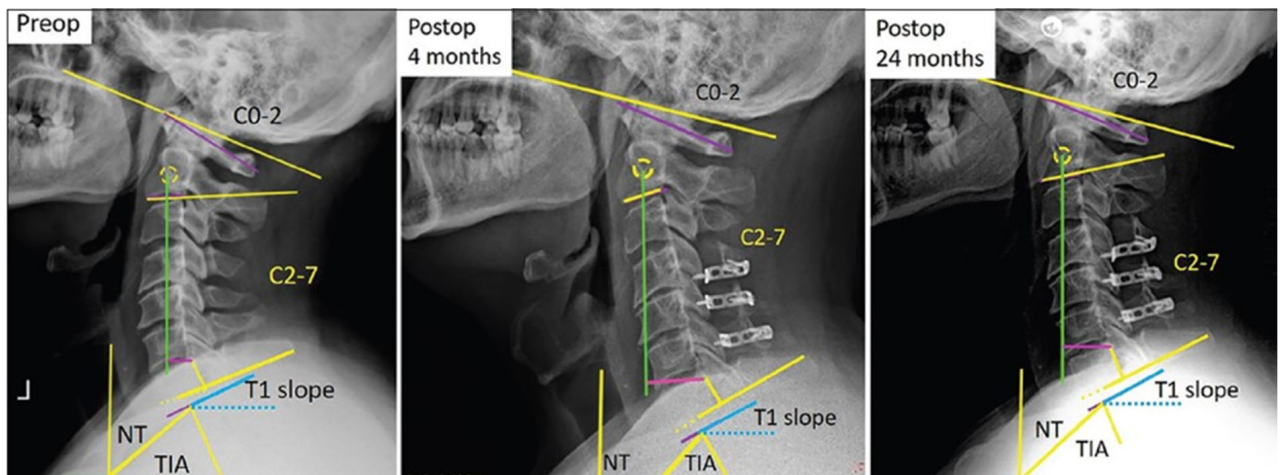 Preop
C0-2
C2-7
T1 slope
NT
TIA
Postop
4 months
C0-2
C2-7
T1 slope
NT
TIA
Postop
24 months
C0-2
C2-7
T1 slope
NT
TIA